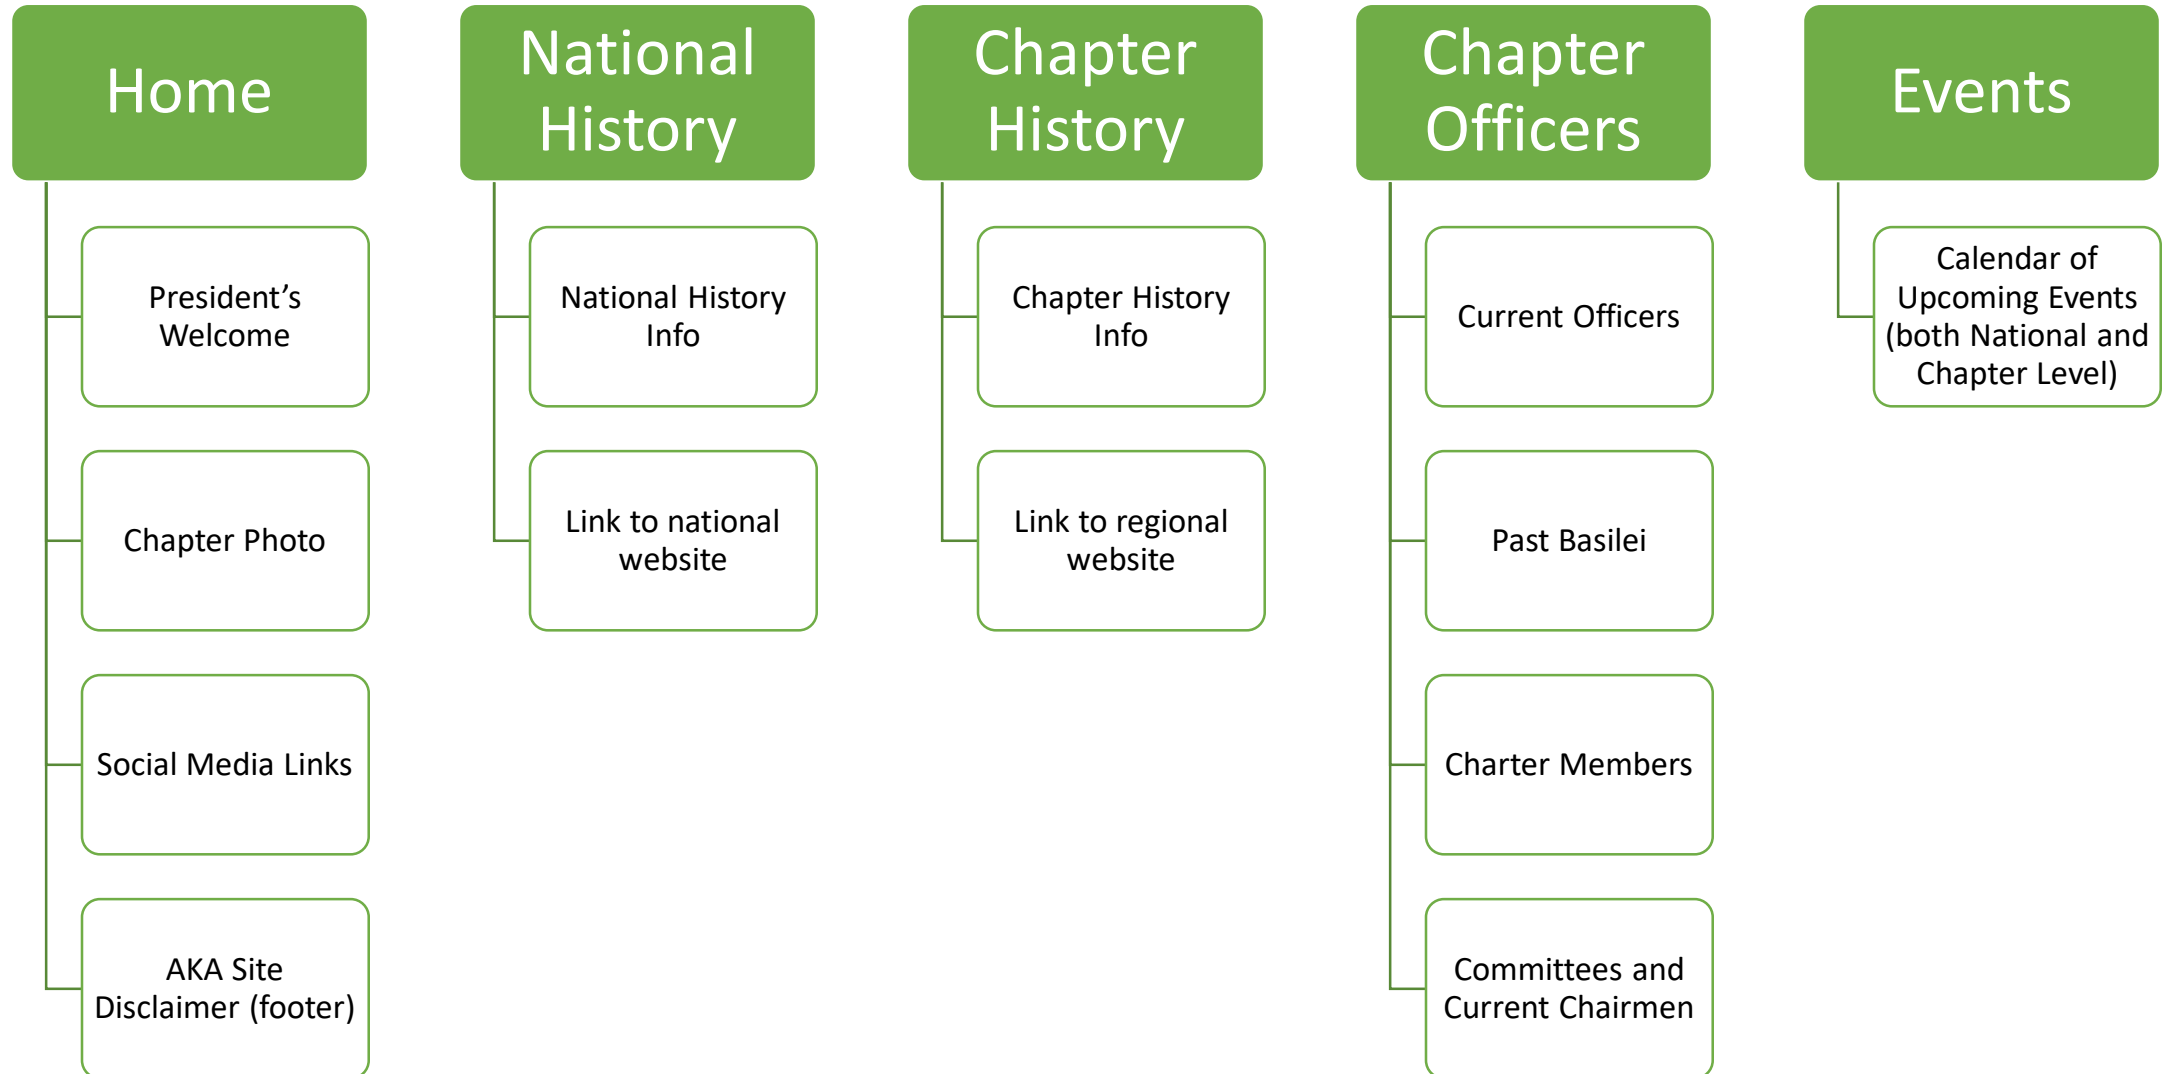 Home
President’s
Welcome
Chapter Photo
Social Media Links
AKA Site
Disclaimer (footer)
National
History
National History
Info
Link to national
website
Chapter
History
Chapter History
Info
Link to regional
website
Chapter
Officers
Current Officers
Past Basilei
Charter Members
Committees and
Current Chairmen
Events
Calendar of
Upcoming Events
(both National and
Chapter Level)